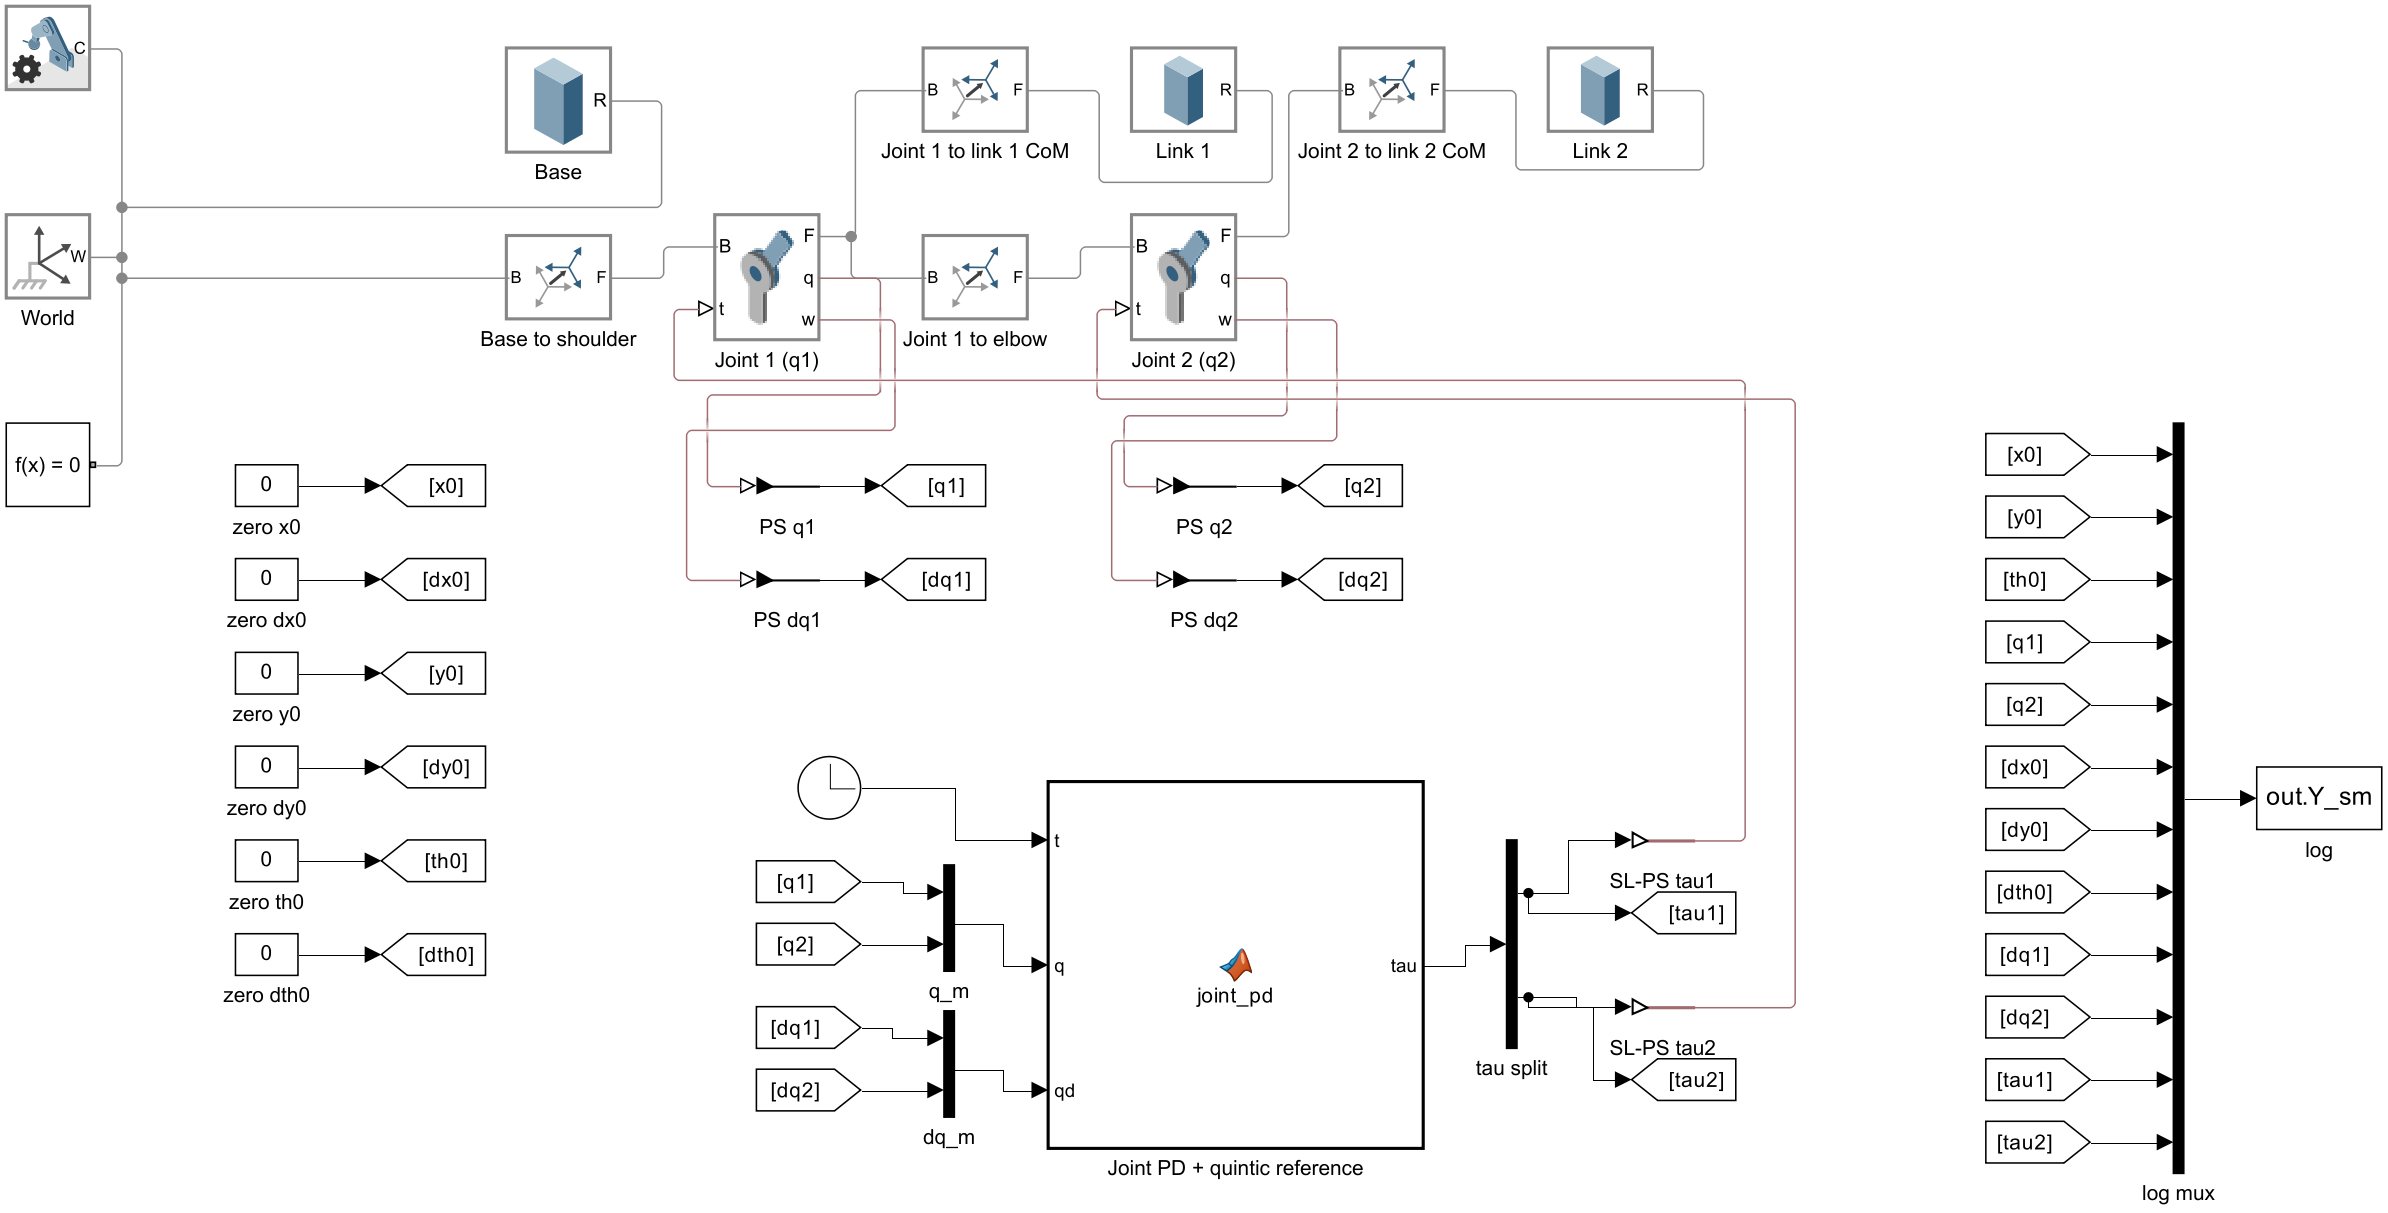 C
W
World
f(x) = 0
R
Base
B
F
Base to shoulder
B
F
q
t
w
Joint 1 (q1)
B
F
Joint 1 to link 1 CoM
R
Link 1
B
F
Joint 1 to elbow
B
F
q
t
w
Joint 2 (q2)
B
F
Joint 2 to link 2 CoM
R
Link 2
0
[x0]
zero x0
0
[dx0]
zero dx0
0
[y0]
zero y0
0
[dy0]
zero dy0
0
[th0]
zero th0
0
[dth0]
zero dth0
[q1]
PS q1
[dq1]
PS dq1
[q2]
PS q2
[dq2]
PS dq2
[q1]
[q2]
q_m
[dq1]
[dq2]
dq_m
t
q
qd
tau
joint_pd
Joint PD + quintic reference
tau split
SL-PS tau1
[tau1]
SL-PS tau2
[tau2]
[x0]
[y0]
[th0]
[q1]
[q2]
[dx0]
[dy0]
[dth0]
[dq1]
[dq2]
[tau1]
[tau2]
log mux
out.Y_sm
log